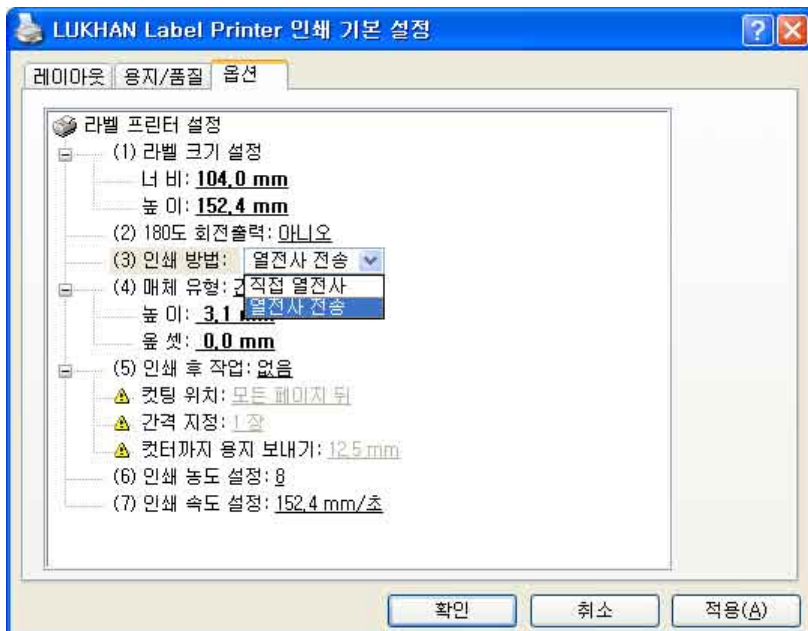 LUKHAN Label Printer 인쇄 기본 설정
레이아웃 용지/품질 옵션
라벨 프린터 설정
(1) 라벨 크기 설정
너 비: 104,0 mm
높 이: 152,4 mm
(2) 180도 회전출력: 아니오
(3) 인쇄 방법: 열전사 전송
직접 열전사
열전사 전송
(4) 매체 유형:
높 이: 3,1
옾 셋: 0,0 mm
(5) 인쇄 후 작업: 없음
컷팅 위치: 모든 페이지 뒤
간격 지정: 1 장
컷터까지 용지 보내기: 12,5 mm
(6) 인쇄 농도 설정: 8
(7) 인쇄 속도 설정: 152,4 mm/초
확인 취소 적용(A)